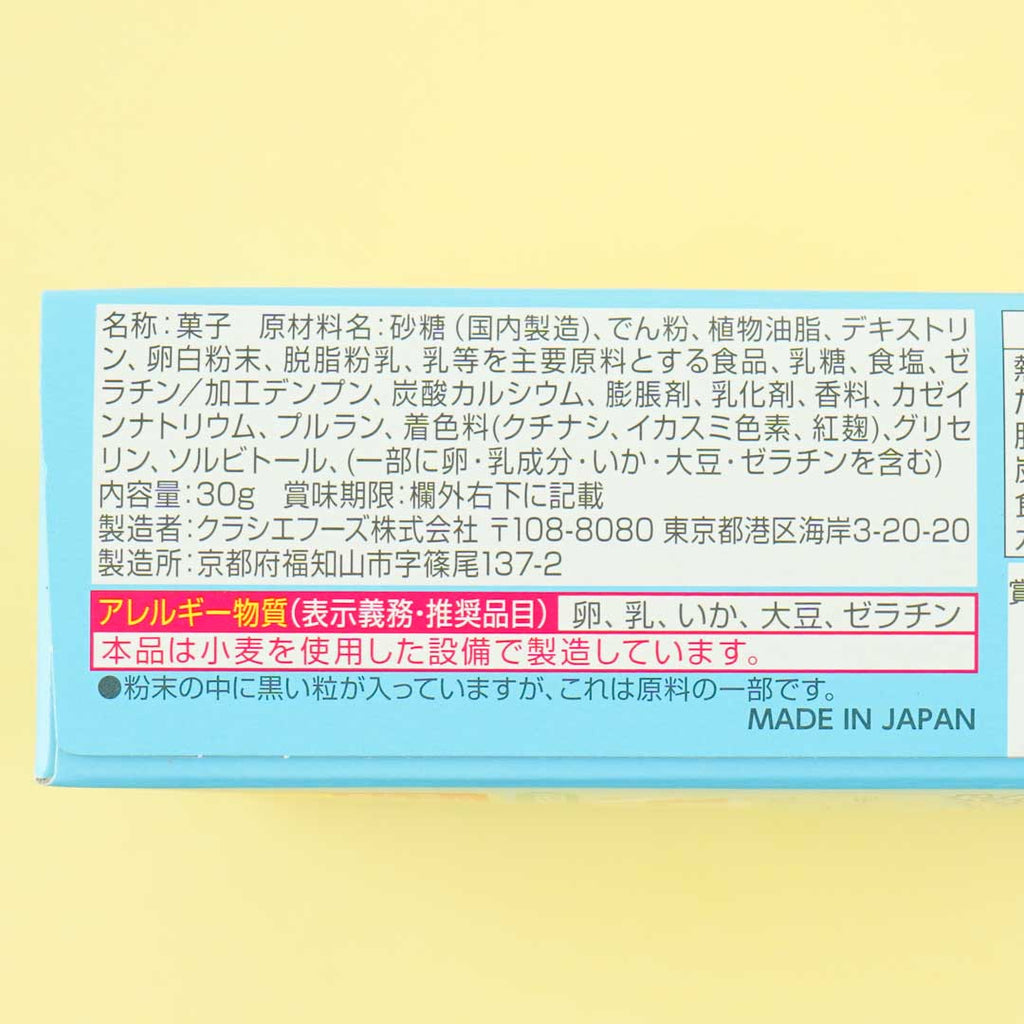 名称：菓子　原材料名：砂糖（国内製造）、でん粉、植物油脂、デキストリ
ン、卵白粉末、脱脂粉乳、乳等を主要原料とする食品、乳糖、食塩、ゼ
ラチン／加工デンプン、炭酸カルシウム、膨脹剤、乳化剤、香料、カゼイ
ンナトリウム、プルラン、着色料（クチナシ、イカスミ色素、紅麹）、グリセ
リン、ソルビトール、（一部に卵・乳成分・いか・大豆・ゼラチンを含む）
内容量：30g　賞味期限：欄外右下に記載
製造者：クラシエフーズ株式会社 〒108-8080 東京都港区海岸3-20-20
製造所：京都府福知山市字篠尾137-2
アレルギー物質（表示義務・推奨品目） 卵、乳、いか、大豆、ゼラチン
本品は小麦を使用した設備で製造しています。
●粉末の中に黒い粒が入っていますが、これは原料の一部です。
MADE IN JAPAN